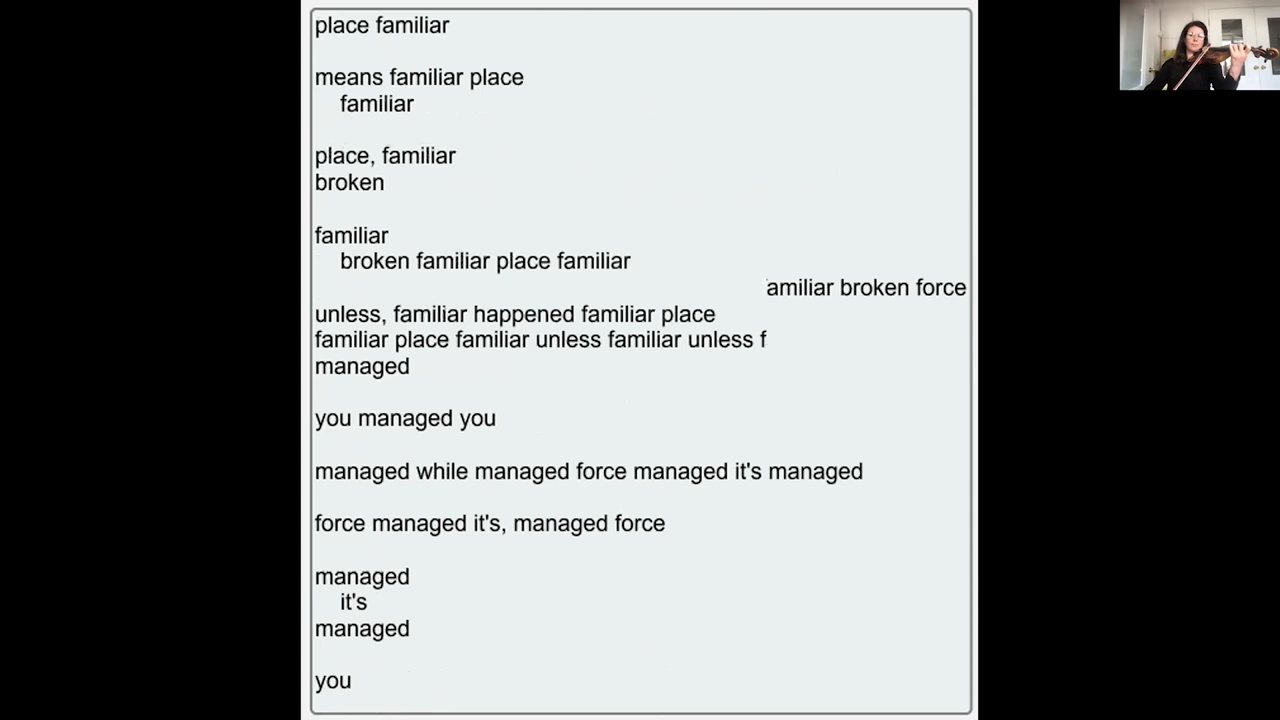 place familiar
means familiar place
familiar
place, familiar
broken
familiar
broken familiar place familiar
amiliar broken force
unless, familiar happened familiar place
familiar place familiar unless familiar unless f
managed
you managed you
managed while managed force managed it's managed
force managed it's, managed force
managed
it's
managed
you